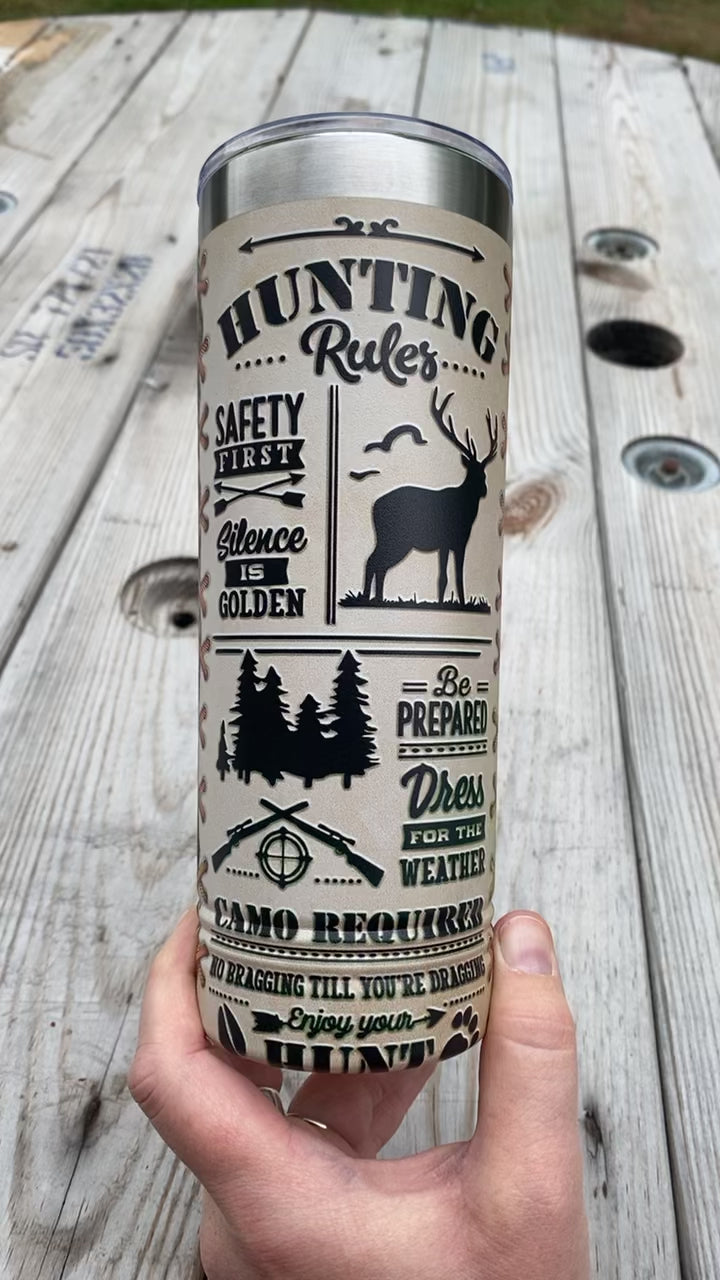 HUNTING
Rules
SAFETY
FIRST
Silence
IS
GOLDEN
Be
PREPARED
Dress
FOR THE
WEATHER
CAMO REQUIRED
NO BRAGGING TILL YOU'RE DRAGGING
Enjoy your
HUNT